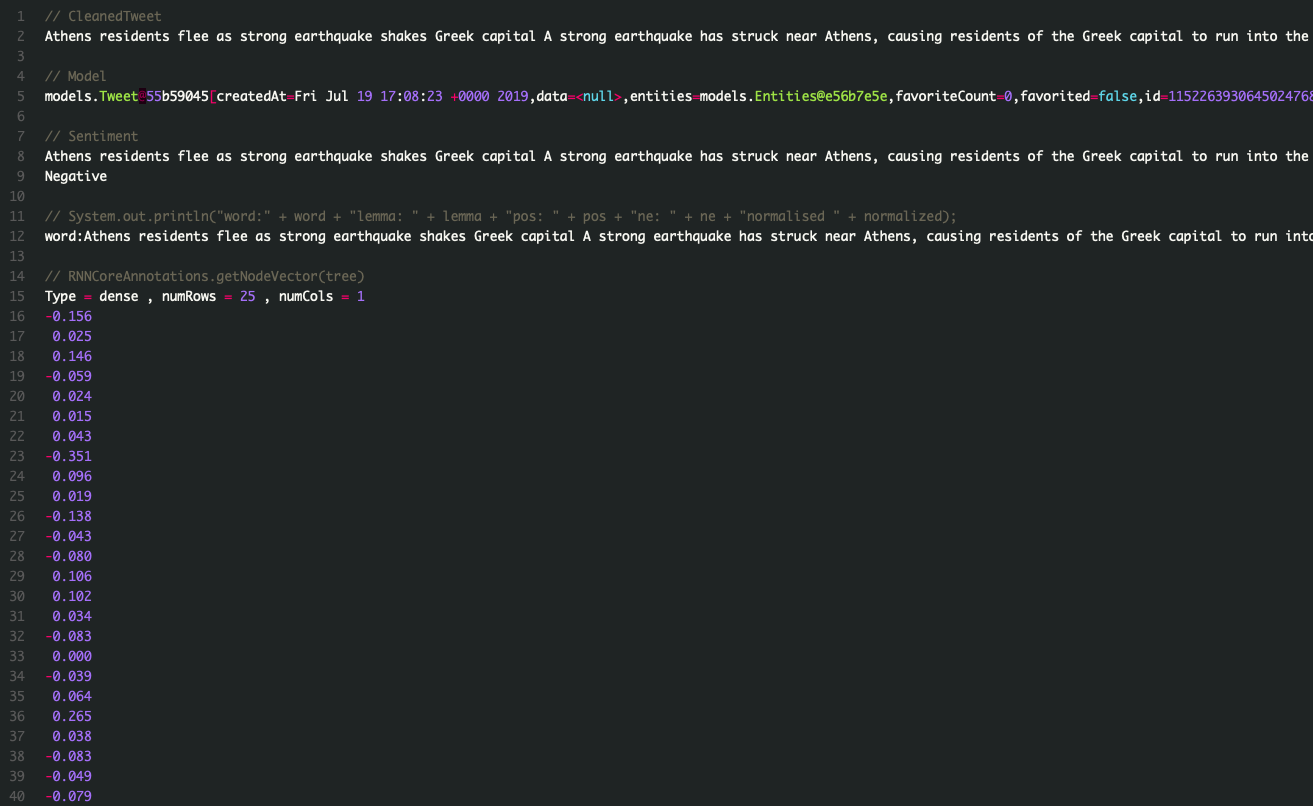 1 // CleanedTweet
2 Athens residents flee as strong earthquake shakes Greek capital A strong earthquake has struck near Athens, causing residents of the Greek capital to run into the
3
4 // Model
5 models.Tweet@55b59045[createdAt=Fri Jul 19 17:08:23 +0000 2019,data=<null>,entities=models.Entities@e56b7e5e,favoriteCount=0,favorited=false,id=1152263930645024768
6
7 // Sentiment
8 Athens residents flee as strong earthquake shakes Greek capital A strong earthquake has struck near Athens, causing residents of the Greek capital to run into the
9 Negative
10
11 // System.out.println("word:" + word + "lemma: " + lemma + "pos: " + pos + "ne: " + ne + "normalised " + normalized);
12 word:Athens residents flee as strong earthquake shakes Greek capital A strong earthquake has struck near Athens, causing residents of the Greek capital to run into
13
14 // RNNCoreAnnotations.getNodeVector(tree)
15 Type = dense , numRows = 25 , numCols = 1
16 -0.156
17 0.025
18 0.146
19 -0.059
20 0.024
21 0.015
22 0.043
23 -0.351
24 0.096
25 0.019
26 -0.138
27 -0.043
28 -0.080
29 0.106
30 0.102
31 0.034
32 -0.083
33 0.000
34 -0.039
35 0.064
36 0.265
37 0.038
38 -0.083
39 -0.049
40 -0.079